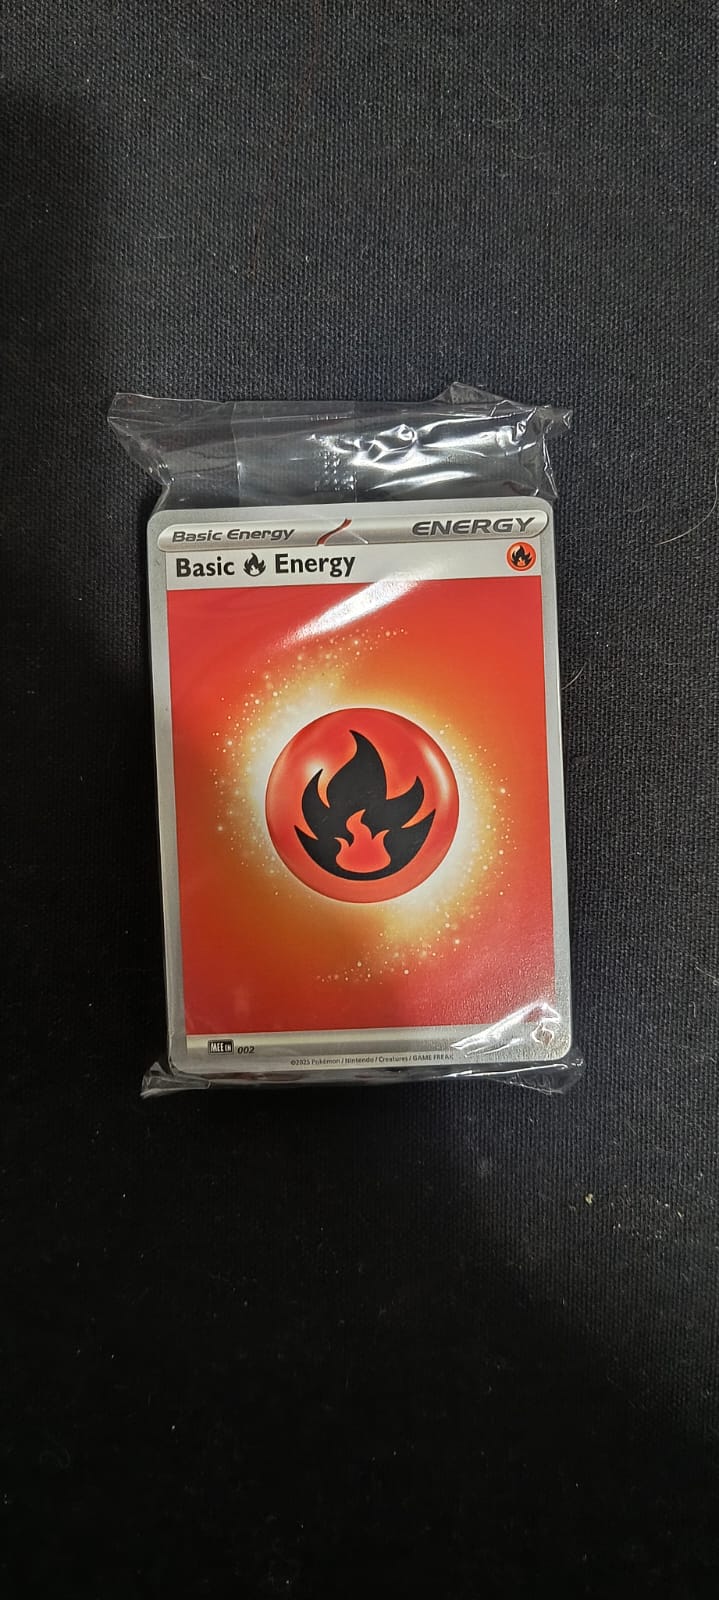 Basic Energy ENERGY
Basic Energy
MEE EN 002
©2025 Pokémon / Nintendo / Creatures / GAME FREAK